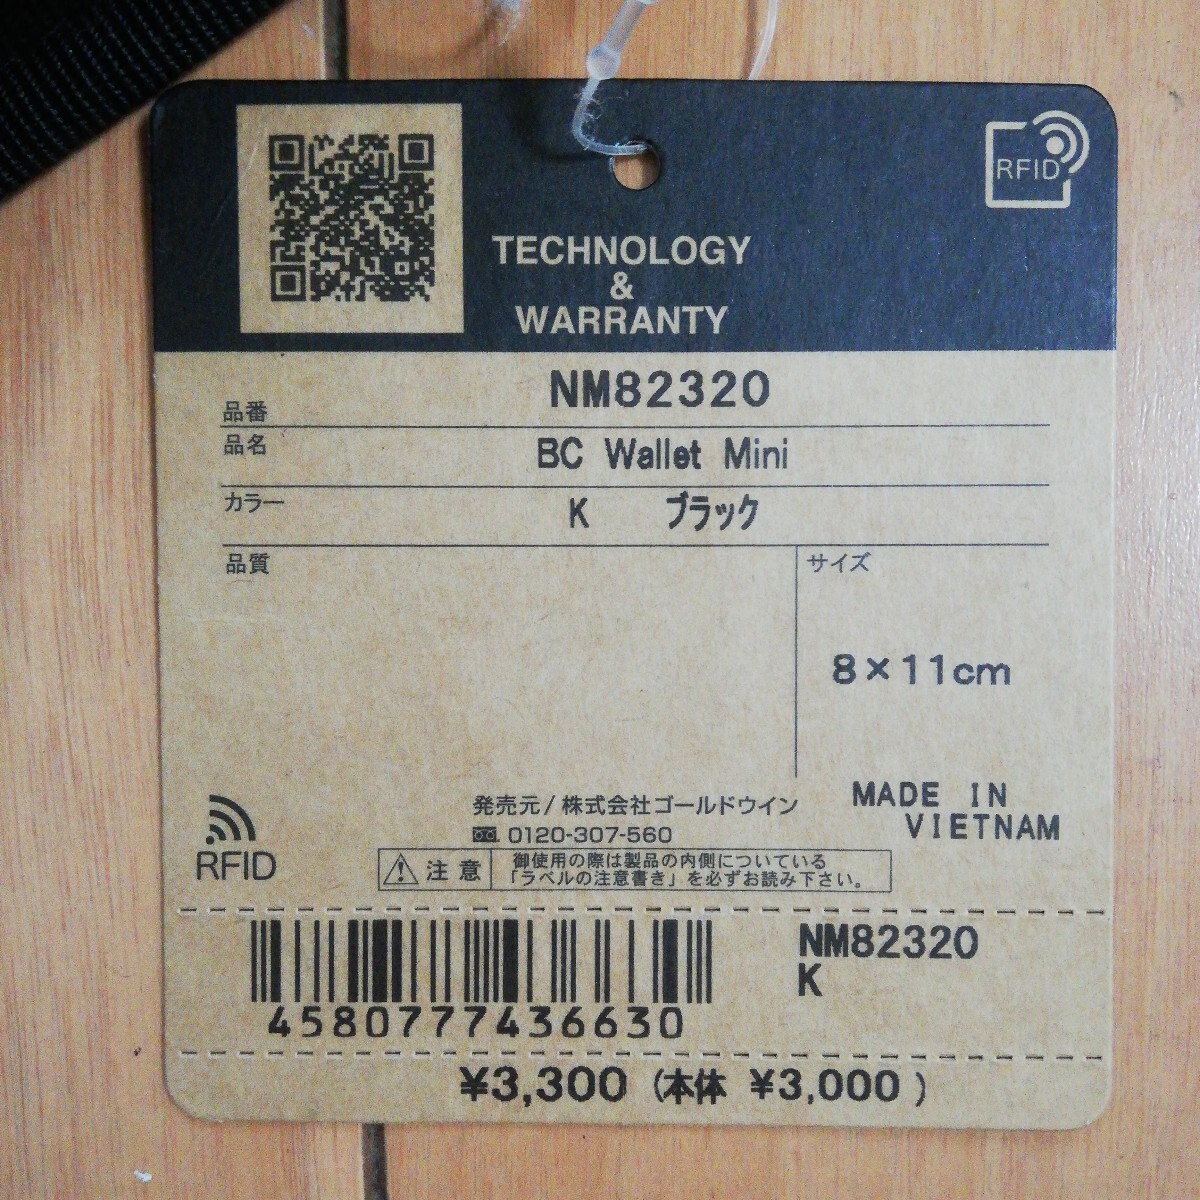 RFID
TECHNOLOGY
&
WARRANTY
品番 NM82320
品名 BC Wallet Mini
カラー K ブラック
品質
サイズ
8×11cm
発売元/株式会社ゴールドウイン
0120-307-560
MADE IN
VIETNAM
RFID
注意
御使用の際は製品の内側についている
「ラベルの注意書き」を必ずお読み下さい。
NM82320
K
4580777436630
¥3,300 (本体 ¥3,000 )